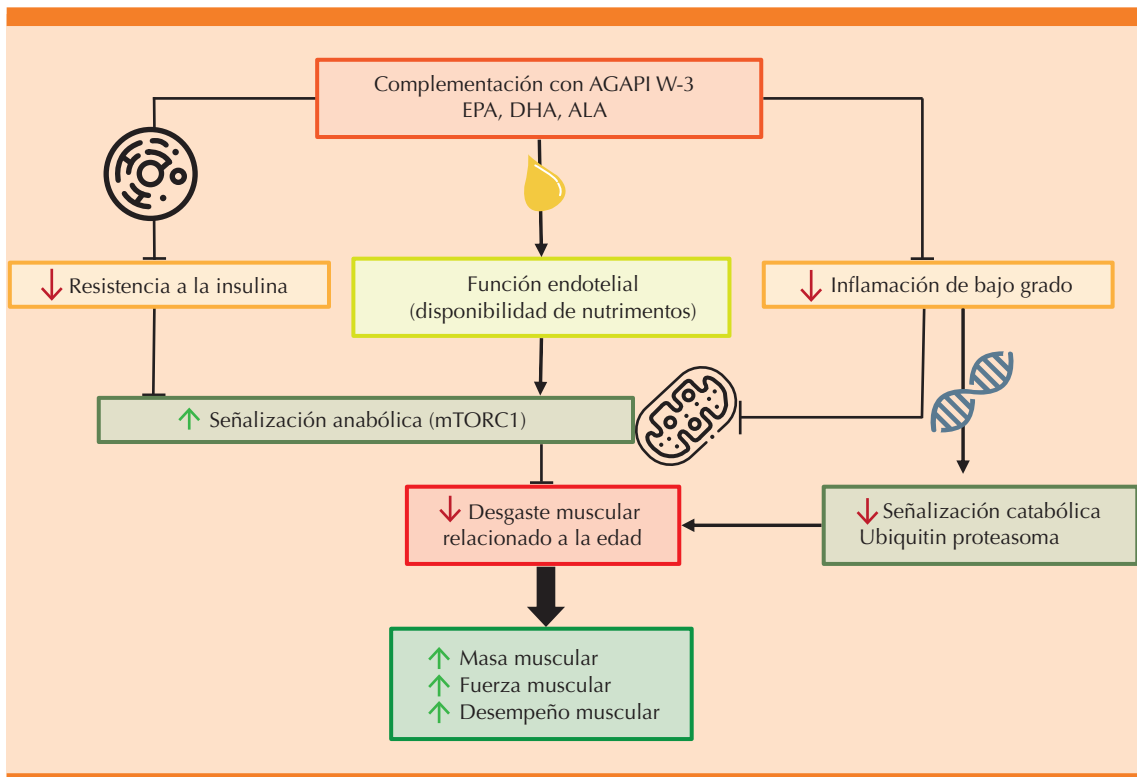 Complementación con AGAPI W-3
EPA, DHA, ALA
Resistencia a la insulina
Función endotelial
(disponibilidad de nutrimentos)
Inflamación de bajo grado
Señalización anabólica (mTORC1)
Desgaste muscular
relacionado a la edad
Señalización catabólica
Ubiquitin proteasoma
Masa muscular
Fuerza muscular
Desempeño muscular